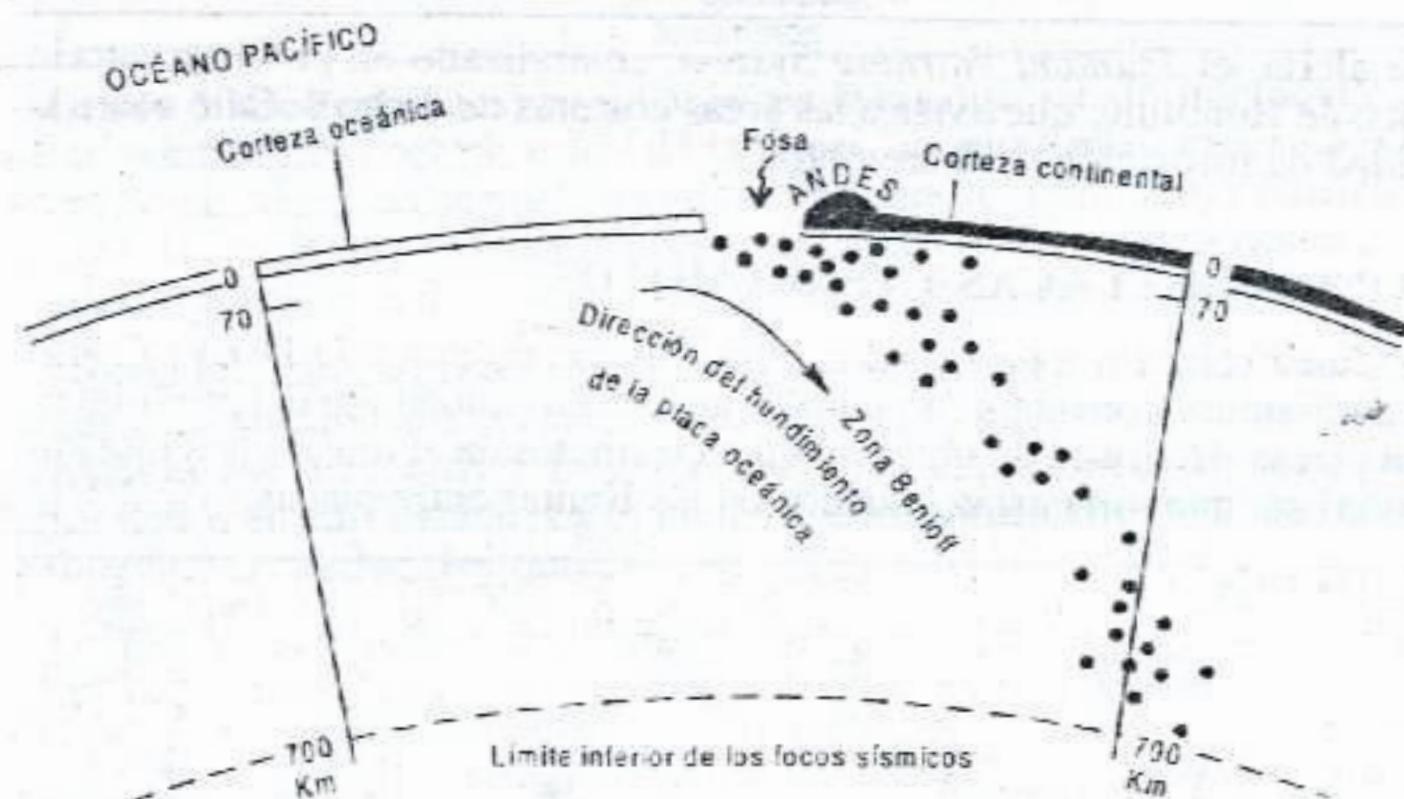 OCÉANO PACÍFICO
Corteza oceánica
Fosa
ANDES
Corteza continental
0
70
0
70
Dirección del hundimiento
de la placa oceánica
Zona Benioff
700
Km
Límite inferior de los focos sísmicos
700
Km